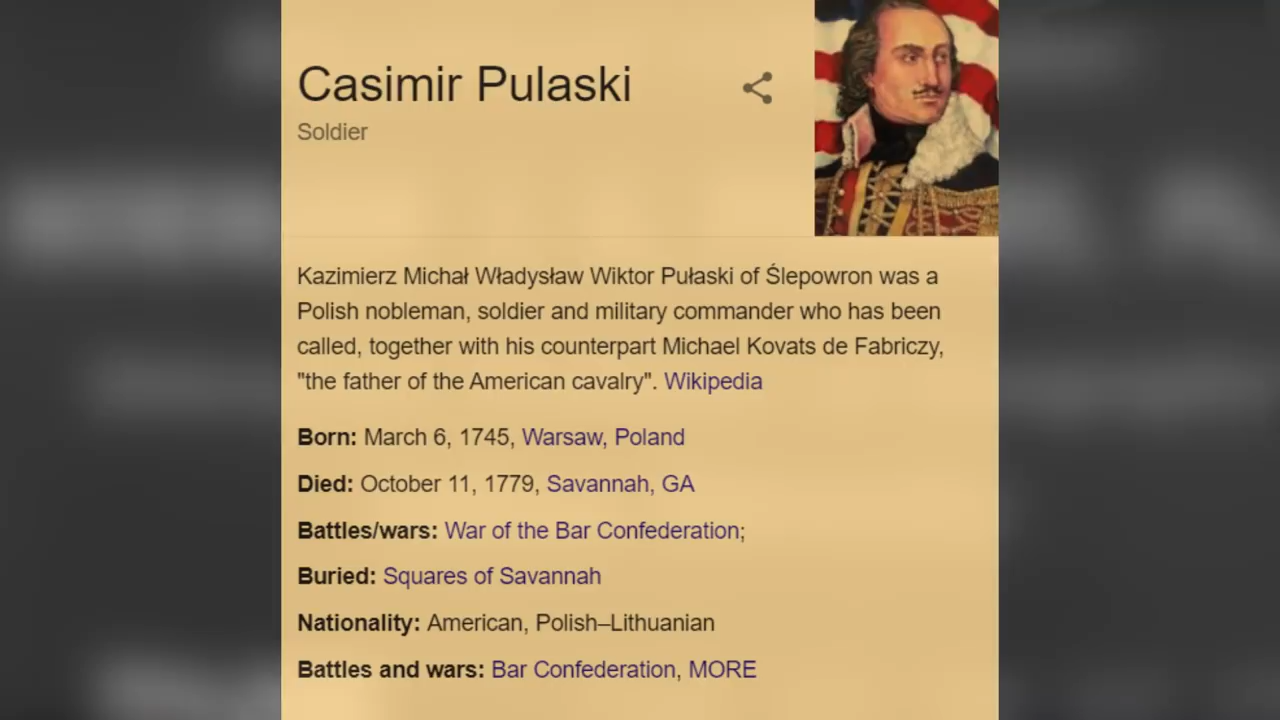 Casimir Pulaski
Soldier
Kazimierz Michał Władysław Wiktor Pułaski of Ślepowron was a
Polish nobleman, soldier and military commander who has been
called, together with his counterpart Michael Kovats de Fabriczy,
"the father of the American cavalry". Wikipedia
Born: March 6, 1745, Warsaw, Poland
Died: October 11, 1779, Savannah, GA
Battles/wars: War of the Bar Confederation;
Buried: Squares of Savannah
Nationality: American, Polish–Lithuanian
Battles and wars: Bar Confederation, MORE